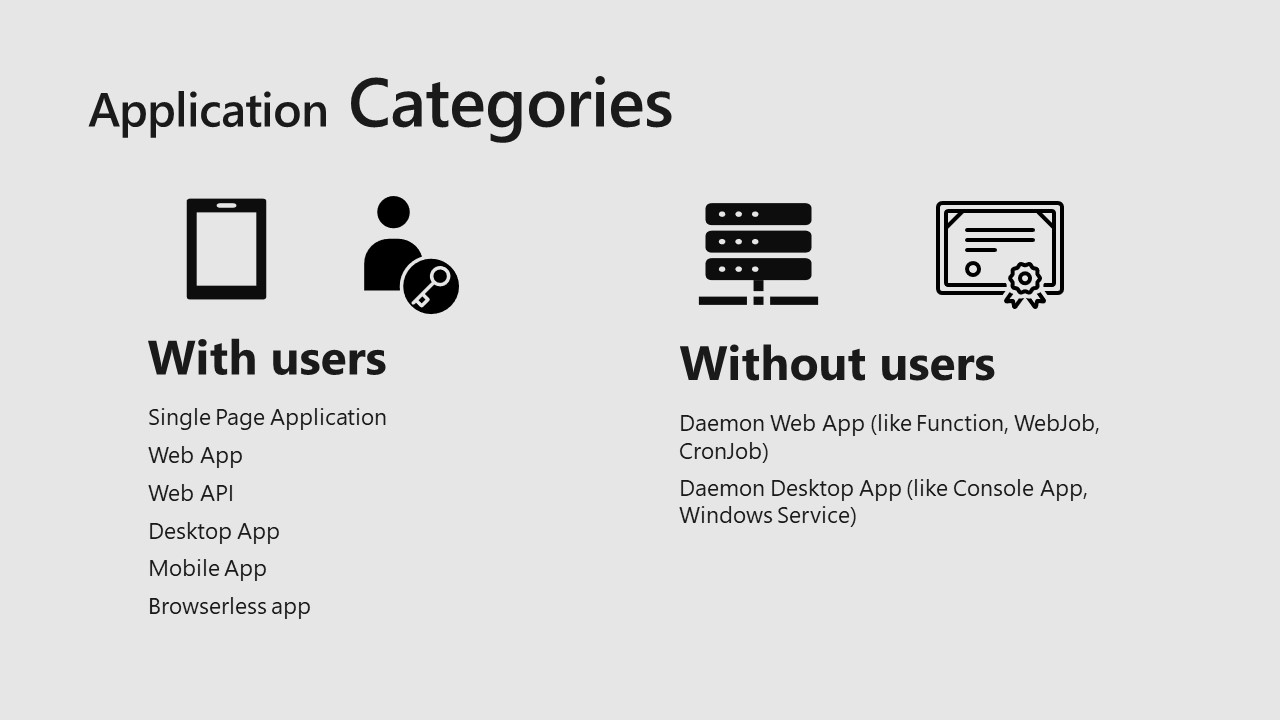 Application Categories
With users
Single Page Application
Web App
Web API
Desktop App
Mobile App
Browserless app
Without users
Daemon Web App (like Function, WebJob,
CronJob)
Daemon Desktop App (like Console App,
Windows Service)